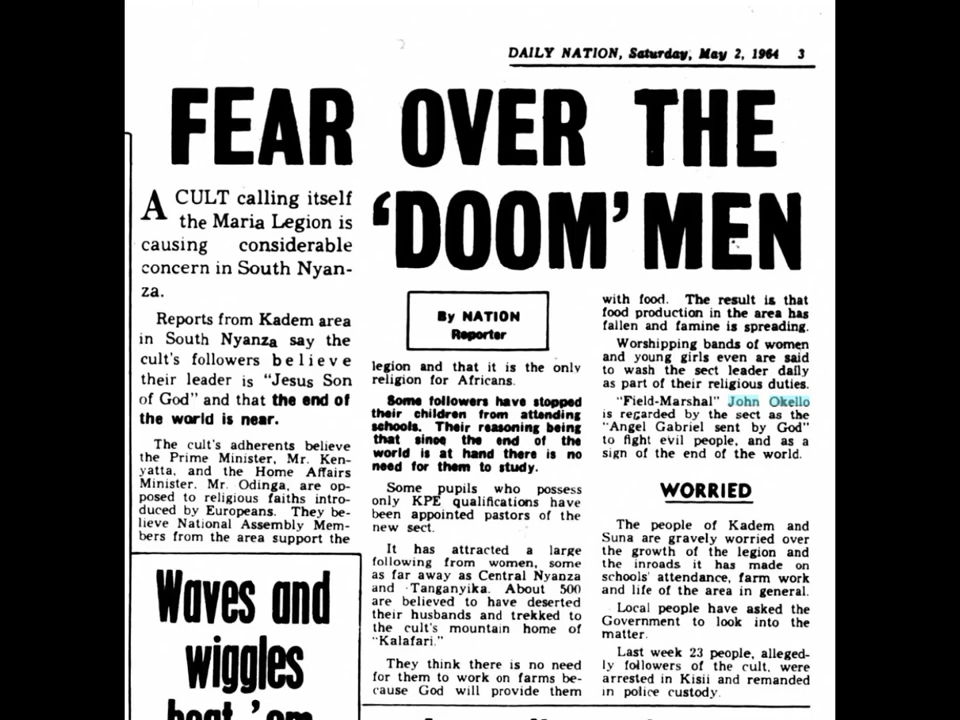 DAILY NATION, Saturday, May 2, 1964 3
FEAR OVER THE
‘DOOM’ MEN
A CULT calling itself
the Maria Legion is
causing considerable
concern in South Nyan-
za.
Reports from Kadem area
in South Nyanza say the
cult's followers believe
their leader is “Jesus Son
of God” and that the end of
the world is near.
The cult's adherents believe
the Prime Minister, Mr. Ken-
yatta, and the Home Affairs
Minister, Mr. Odinga, are op-
posed to religious faiths intro-
duced by Europeans. They be-
lieve National Assembly Mem-
bers from the area support the
By NATION
Reporter
legion and that it is the only
religion for Africans.
Some followers have stopped
their children from attending
schools. Their reasoning being
that since the end of the
world is at hand there is no
need for them to study.
Some pupils who possess
only KPE qualifications have
been appointed pastors of the
new sect.
It has attracted a large
following from women, some
as far away as Central Nyanza
and Tanganyika. About 500
are believed to have deserted
their husbands and trekked to
the cult's mountain home of
“Kalafari.”
They think there is no need
for them to work on farms be-
cause God will provide them
with food. The result is that
food production in the area has
fallen and famine is spreading.
Worshipping bands of women
and young girls even are said
to wash the sect leader daily
as part of their religious duties.
“Field-Marshal” John Okello
is regarded by the sect as the
“Angel Gabriel sent by God”
to fight evil people, and as a
sign of the end of the world.
WORRIED
The people of Kadem and
Suna are gravely worried over
the growth of the legion and
the inroads it has made on
schools' attendance, farm work
and life of the area in general.
Local people have asked the
Government to look into the
matter.
Last week 23 people, alleged-
ly followers of the cult, were
arrested in Kisii and remanded
in police custody.
Waves and
wiggles